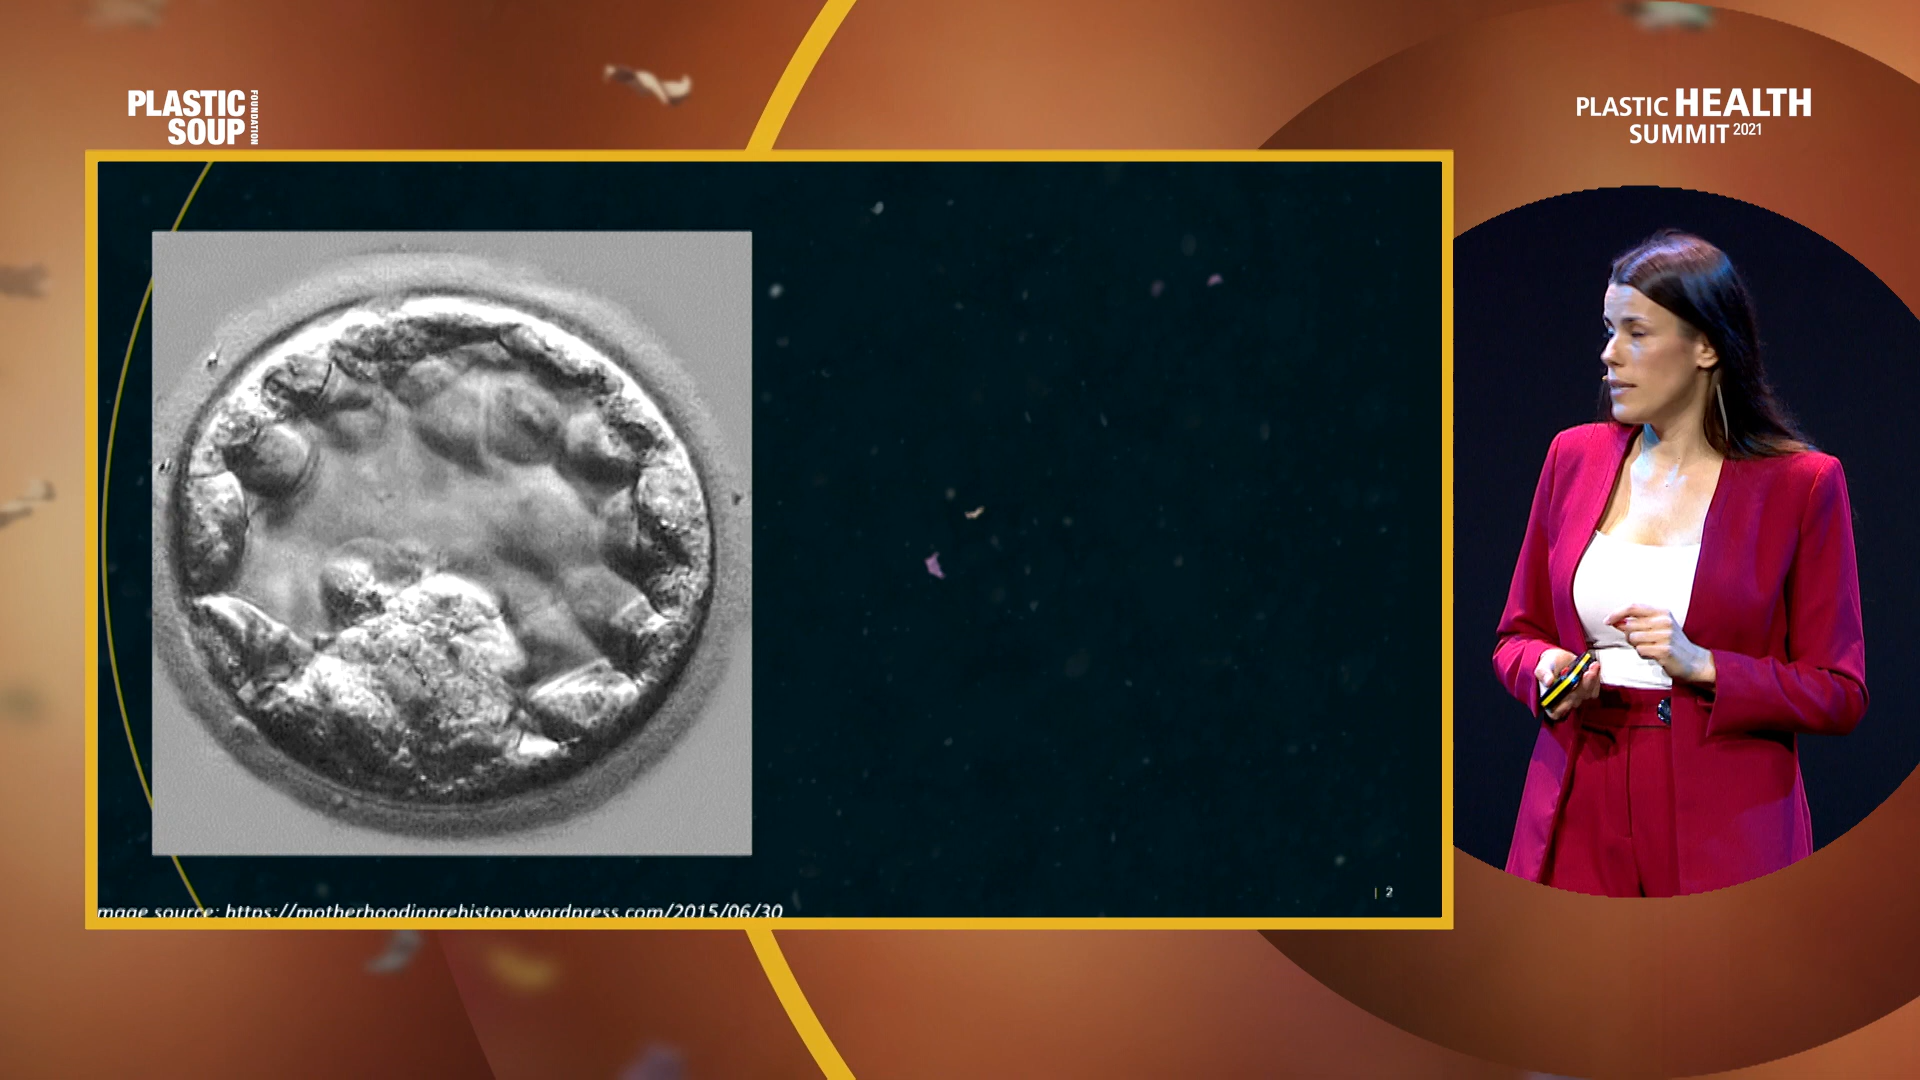 PLASTIC
SOUP
FOUNDATION
PLASTIC HEALTH
SUMMIT 2021
mage source: https://motherhoodinprehistory.wordpress.com/2015/06/30
| 2